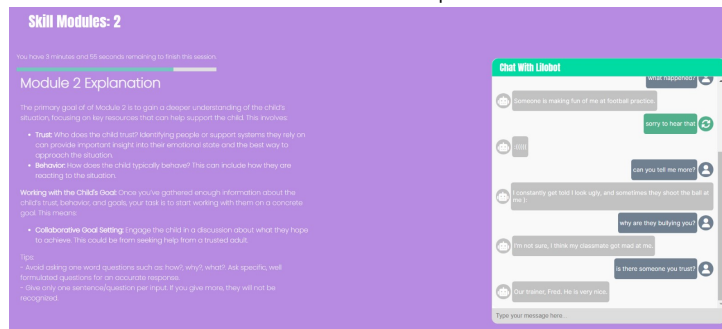 Skill Modules: 2
You have 3 minutes and 55 seconds remaining to finish this session
Module 2 Explanation
The primary goal of of Module 2 is to gain a deeper understanding of the child's
situation, focusing on key resources that can help support the child. This involves:
• Trust: Who does the child trust? Identifying people or support systems they rely on
can provide important insight into their emotional state and the best way to
approach the situation.
• Behavior: How does the child typically behave? This can include how they are
reacting to the situation.
Working with the Child's Goal: Once you've gathered enough information about the
child's trust, behavior, and goals, your task is to start working with them on a concrete
goal. This means:
• Collaborative Goal Setting: Engage the child in a discussion about what they hope
to achieve. This could be from seeking help from a trusted adult.
Tips
- Avoid asking one word questions such as: how?, why?, what?. Ask specific, well
formulated questions for an accurate response.
- Give only one sentence/question per input. If you give more, they will not be
recognized.
Chat With Lilobot
what happened?
Someone is making fun of me at football practice.
sorry to hear that
:((((
can you tell me more?
I constantly get told I look ugly, and sometimes they shoot the ball at
me (:
why are they bullying you?
I'm not sure, I think my classmate got mad at me.
is there someone you trust?
Our trainer, Fred. He is very nice.
Type your message here...